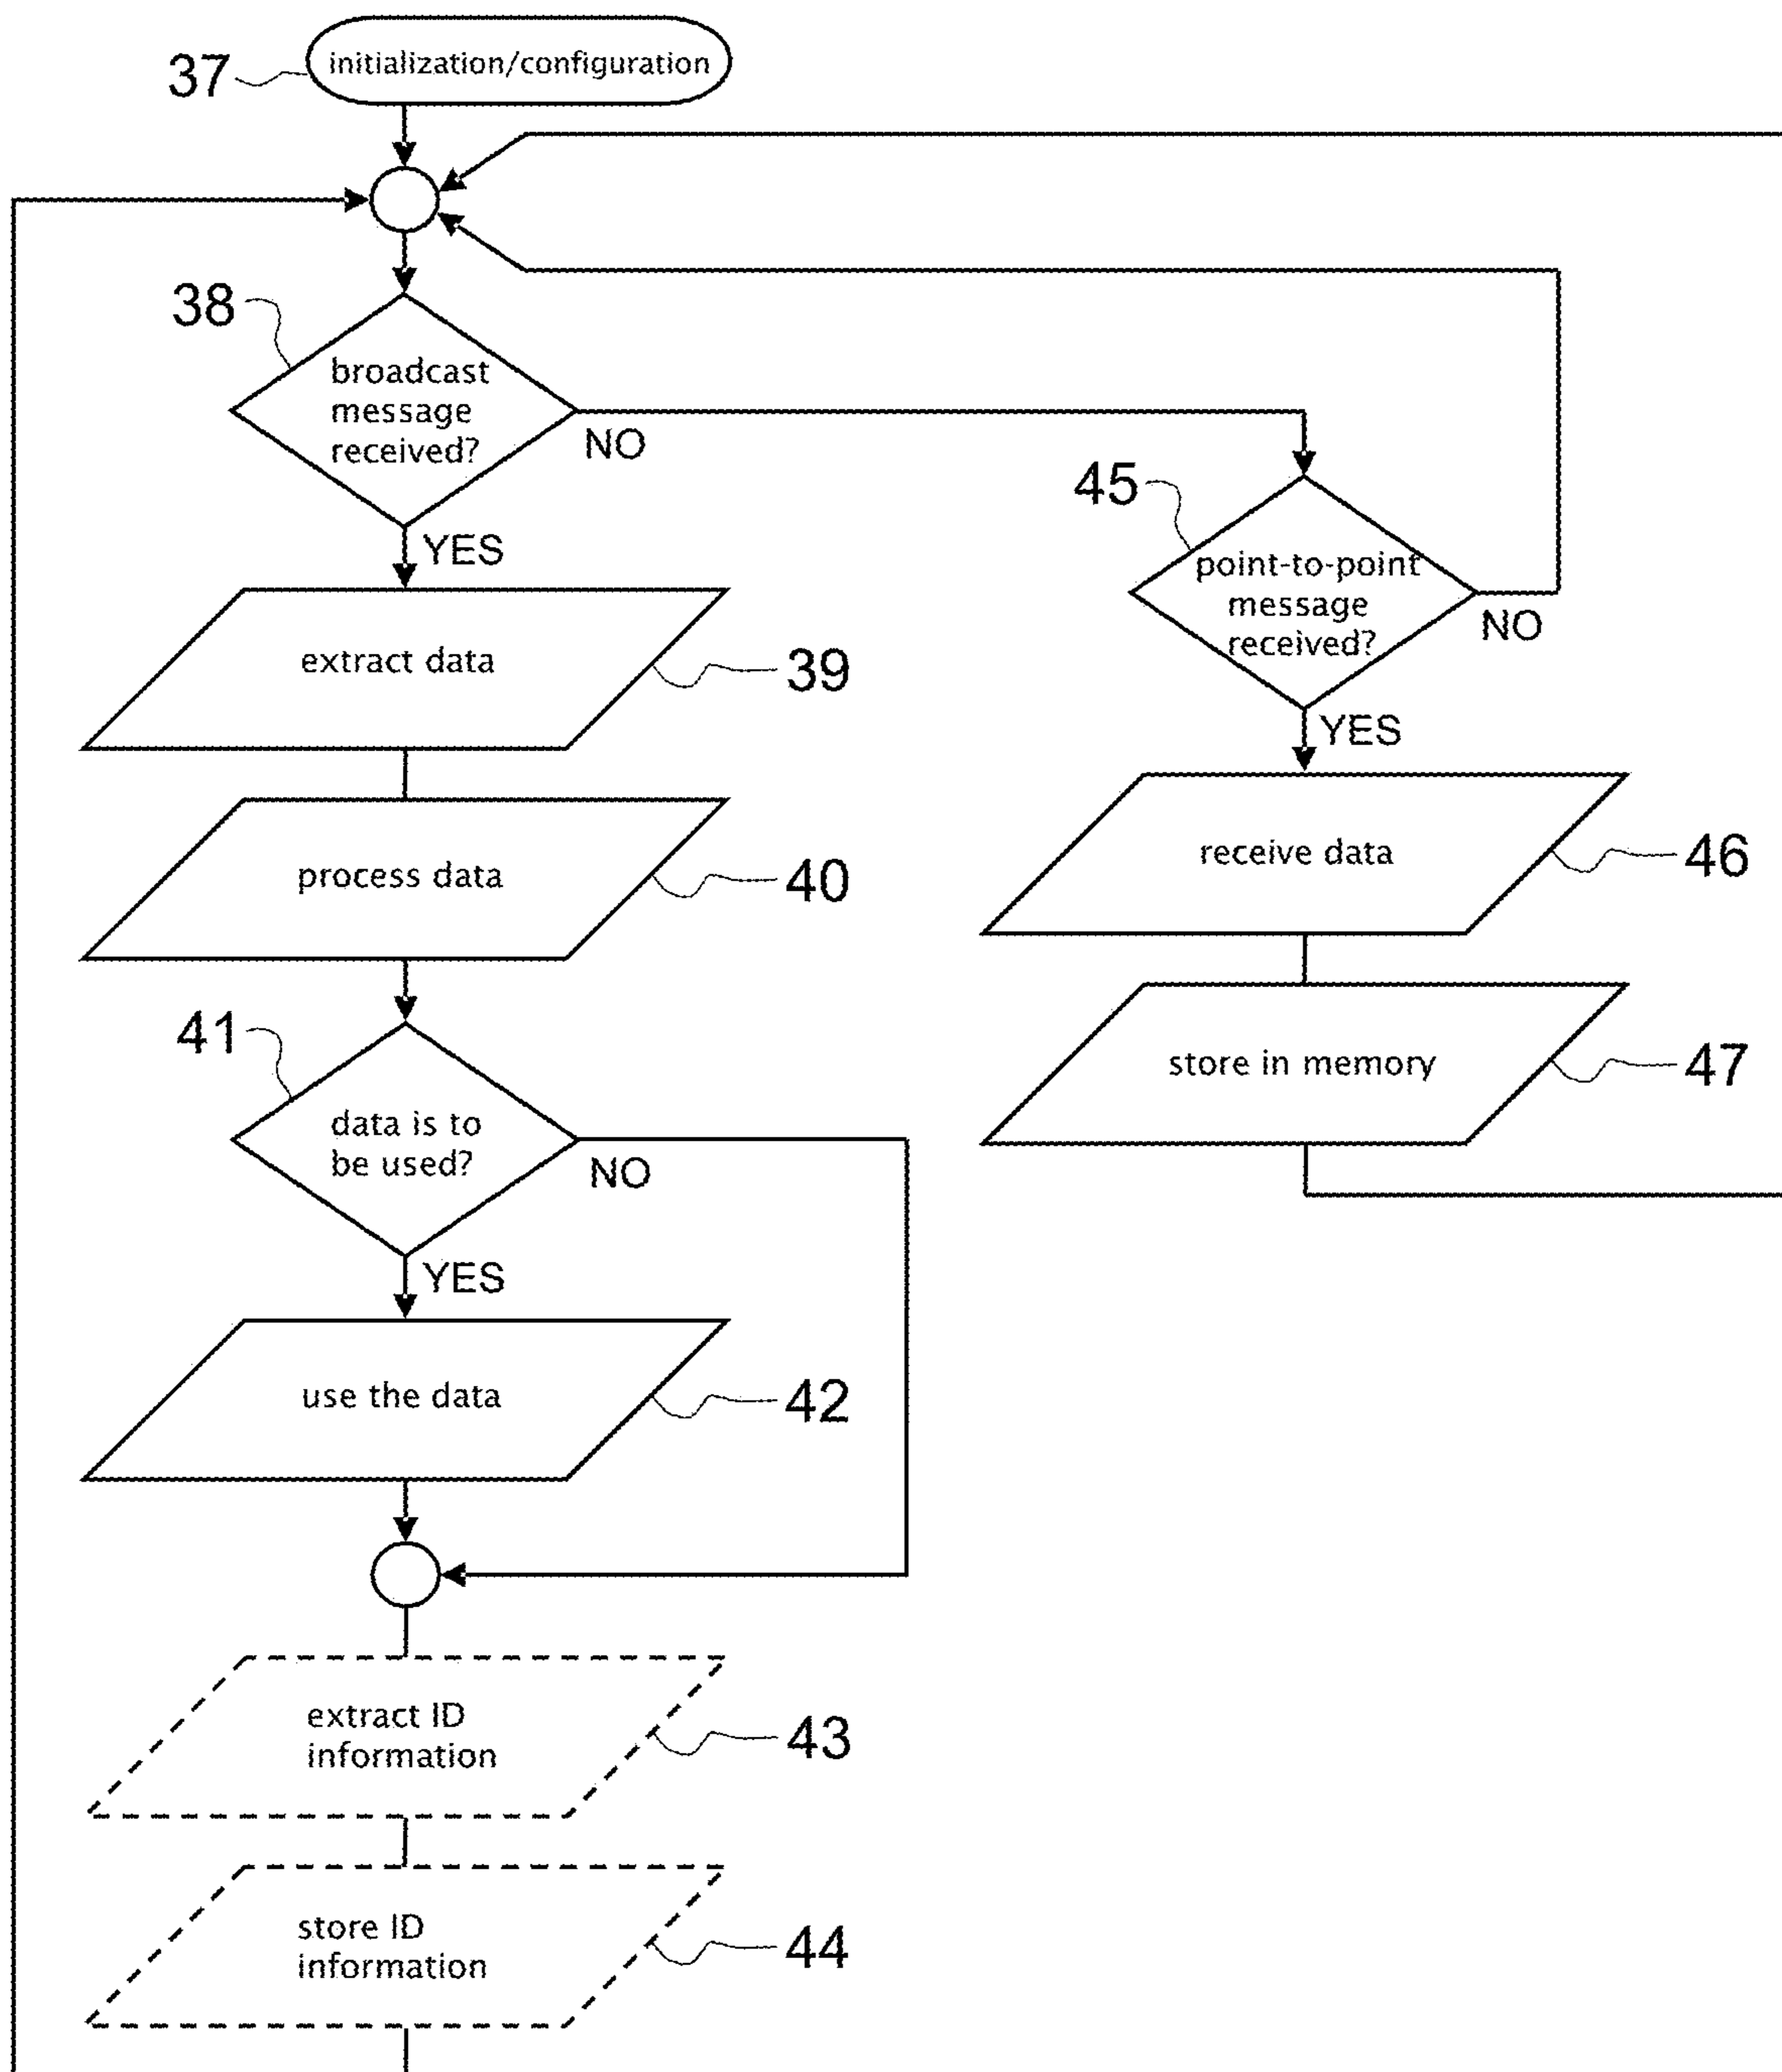 37
initialization/configuration
38
broadcast
message
received?
NO
YES
45
point-to-point
message
received?
NO
YES
extract data
39
process data
40
receive data
46
store in memory
47
41
data is to
be used?
NO
YES
use the data
42
extract ID
information
43
store ID
information
44